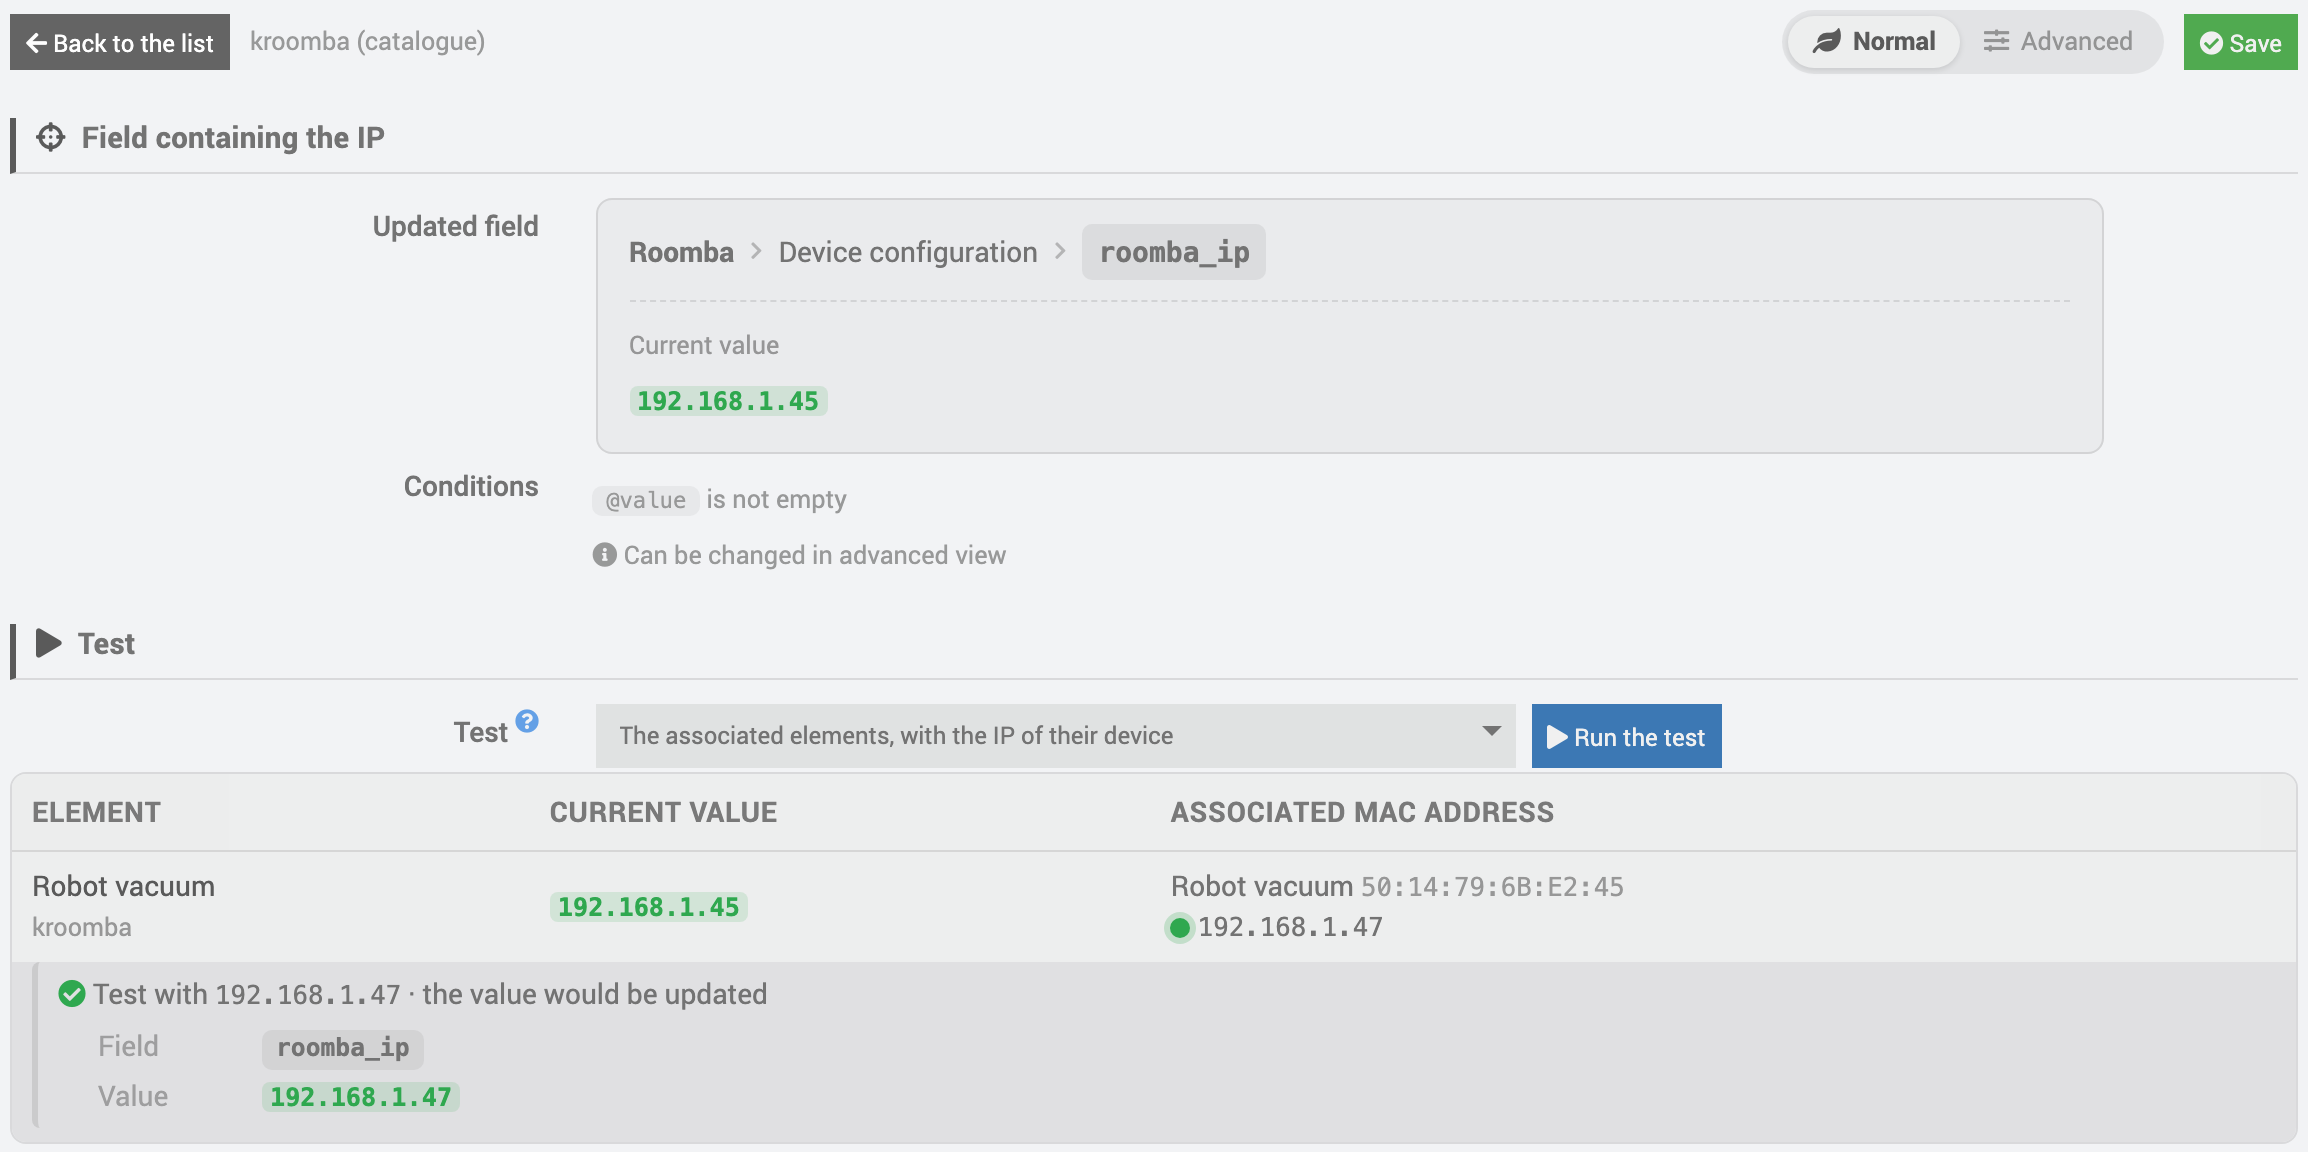 Back to the list
kroomba (catalogue)
Normal
Advanced
Save
Field containing the IP
Updated field
Roomba > Device configuration > roomba_ip
Current value
192.168.1.45
Conditions
@value is not empty
Can be changed in advanced view
Test
Test
The associated elements, with the IP of their device
Run the test
ELEMENT CURRENT VALUE ASSOCIATED MAC ADDRESS
Robot vacuum
kroomba
192.168.1.45
Robot vacuum 50:14:79:6B:E2:45
192.168.1.47
Test with 192.168.1.47 · the value would be updated
Field roomba_ip
Value 192.168.1.47